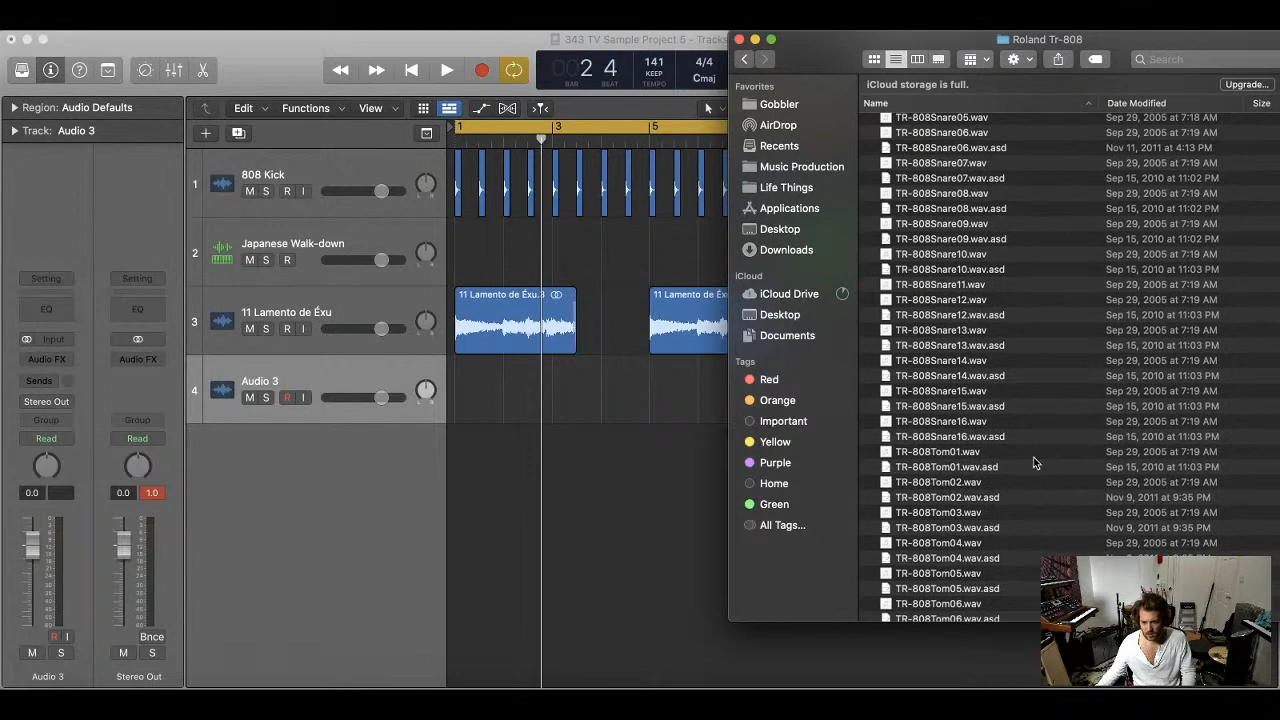 343 TV Sample Project 5 - Tracks
2 4
BAR
BEAT
141
KEEP
TEMPO
4/4
Cmaj
Region: Audio Defaults
Track: Audio 3
Edit
Functions
View
1
3
5
1
808 Kick
M S R I
2
Japanese Walk-down
M S R
3
11 Lamento de Éxu
M S R I
11 Lamento de Éxu.3
11 Lamento de Éxu
4
Audio 3
M S R I
Setting
Setting
EQ
EQ
Input
Audio FX
Audio FX
Sends
Stereo Out
Group
Group
Read
Read
0.0
0.0
1.0
R I
Bnce
M S
M S
Audio 3
Stereo Out
Roland Tr-808
Search
Favorites
Gobbler
AirDrop
Recents
Music Production
Life Things
Applications
Desktop
Downloads
iCloud
iCloud Drive
Desktop
Documents
Tags
Red
Orange
Important
Yellow
Purple
Home
Green
All Tags...
iCloud storage is full.
Upgrade...
Name Date Modified Size
TR-808Snare05.wav Sep 29, 2005 at 7:18 AM
TR-808Snare06.wav Sep 29, 2005 at 7:19 AM
TR-808Snare06.wav.asd Nov 11, 2011 at 4:13 PM
TR-808Snare07.wav Sep 29, 2005 at 7:19 AM
TR-808Snare07.wav.asd Sep 15, 2010 at 11:02 PM
TR-808Snare08.wav Sep 29, 2005 at 7:19 AM
TR-808Snare08.wav.asd Sep 15, 2010 at 11:02 PM
TR-808Snare09.wav Sep 29, 2005 at 7:19 AM
TR-808Snare09.wav.asd Sep 15, 2010 at 11:02 PM
TR-808Snare10.wav Sep 29, 2005 at 7:19 AM
TR-808Snare10.wav.asd Sep 15, 2010 at 11:03 PM
TR-808Snare11.wav Sep 29, 2005 at 7:19 AM
TR-808Snare12.wav Sep 29, 2005 at 7:19 AM
TR-808Snare12.wav.asd Sep 15, 2010 at 11:03 PM
TR-808Snare13.wav Sep 29, 2005 at 7:19 AM
TR-808Snare13.wav.asd Sep 15, 2010 at 11:03 PM
TR-808Snare14.wav Sep 29, 2005 at 7:19 AM
TR-808Snare14.wav.asd Sep 15, 2010 at 11:03 PM
TR-808Snare15.wav Sep 29, 2005 at 7:19 AM
TR-808Snare15.wav.asd Sep 15, 2010 at 11:03 PM
TR-808Snare16.wav Sep 29, 2005 at 7:19 AM
TR-808Snare16.wav.asd Sep 15, 2010 at 11:03 PM
TR-808Tom01.wav Sep 29, 2005 at 7:19 AM
TR-808Tom01.wav.asd Sep 15, 2010 at 11:03 PM
TR-808Tom02.wav Sep 29, 2005 at 7:19 AM
TR-808Tom02.wav.asd Nov 9, 2011 at 9:35 PM
TR-808Tom03.wav Sep 29, 2005 at 7:19 AM
TR-808Tom03.wav.asd Nov 9, 2011 at 9:35 PM
TR-808Tom04.wav Sep 29, 2005 at 7:19 AM
TR-808Tom04.wav.asd
TR-808Tom05.wav
TR-808Tom05.wav.asd
TR-808Tom06.wav
TR-808Tom06.wav.asd